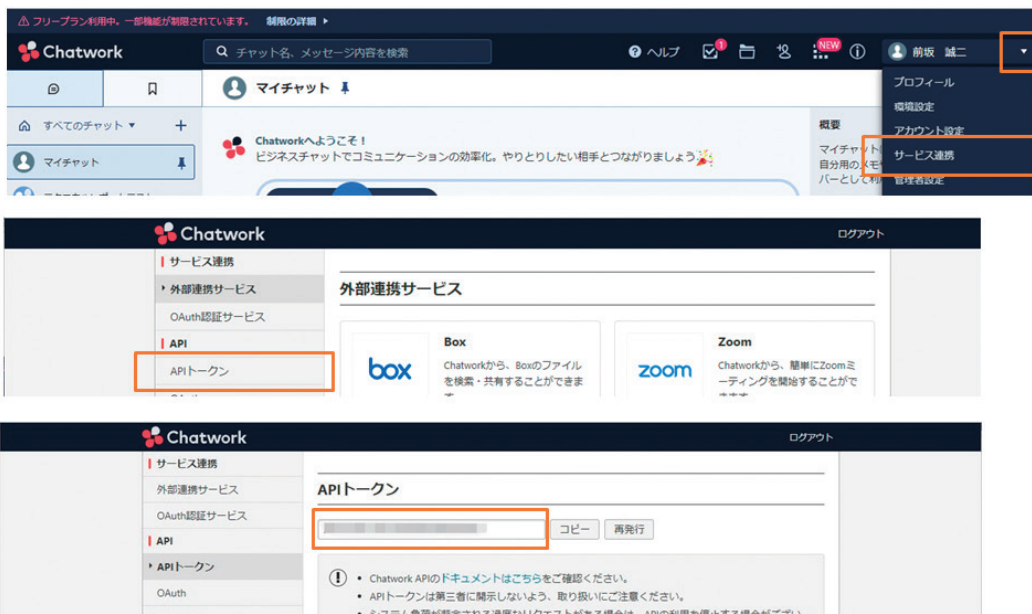 フリープラン利用中。一部機能が制限されています。 制限の詳細
Chatwork
チャット名、メッセージ内容を検索
ヘルプ
1
NEW
前坂 誠二
マイチャット
プロフィール
環境設定
アカウント設定
サービス連携
管理者設定
すべてのチャット
マイチャット
Chatworkへようこそ！
ビジネスチャットでコミュニケーションの効率化。やりとりしたい相手とつながりましょう
概要
マイチャット
自分用のメモ
バーとして利
Chatwork
ログアウト
サービス連携
外部連携サービス
OAuth認証サービス
API
APIトークン
外部連携サービス
Box
box
Chatworkから、Boxのファイル
を検索・共有することができま
す。
Zoom
zoom
Chatworkから、簡単にZoomミ
ーティングを開始することがで
きます。
Chatwork
ログアウト
サービス連携
外部連携サービス
OAuth認証サービス
API
APIトークン
OAuth
APIトークン
コピー
再発行
Chatwork APIのドキュメントはこちらをご確認ください。
APIトークンは第三者に開示しないよう、取り扱いにご注意ください。